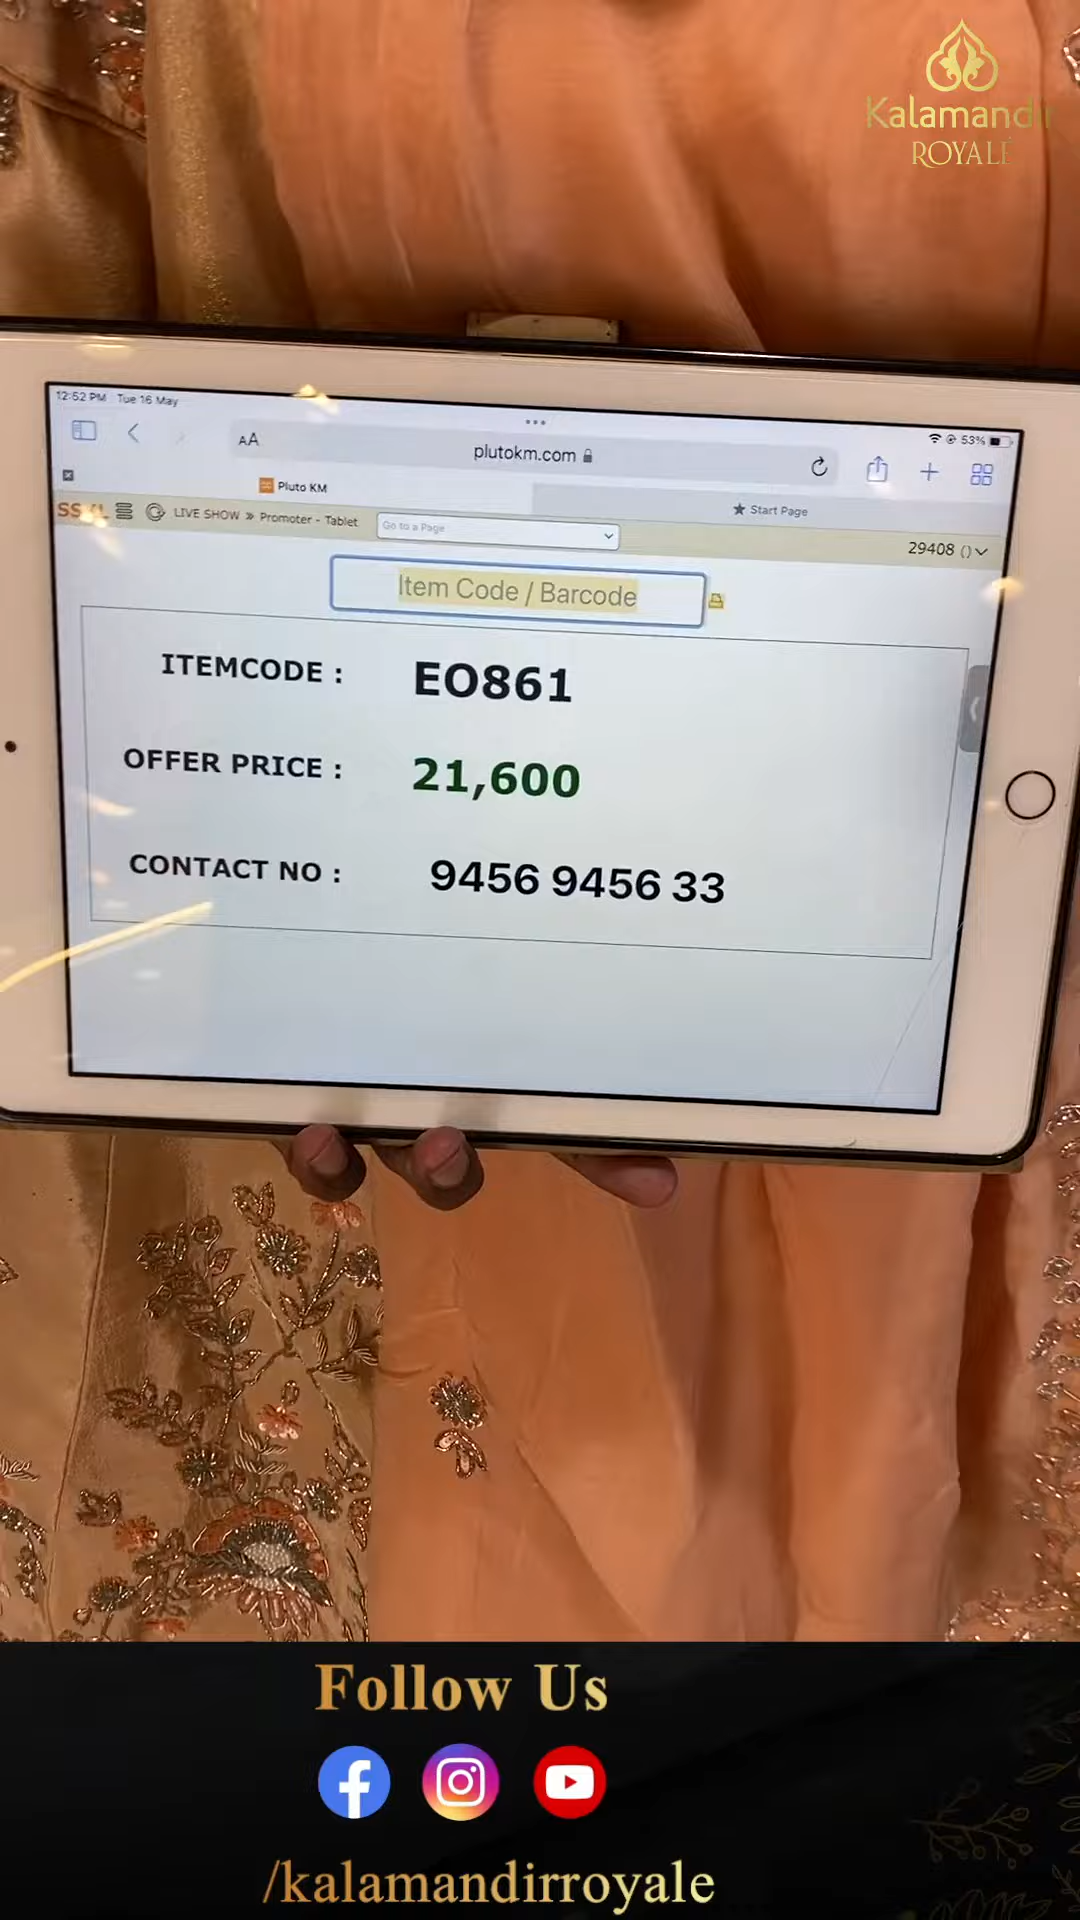 Kalamandir
ROYALE
12:52 PM Tue 16 May
53%
AA
plutokm.com
Pluto KM
Start Page
LIVE SHOW » Promoter - Tablet
Go to a Page
29408 ()
Item Code / Barcode
ITEMCODE : EO861
OFFER PRICE : 21,600
CONTACT NO : 9456 9456 33
Follow Us
/kalamandirroyale